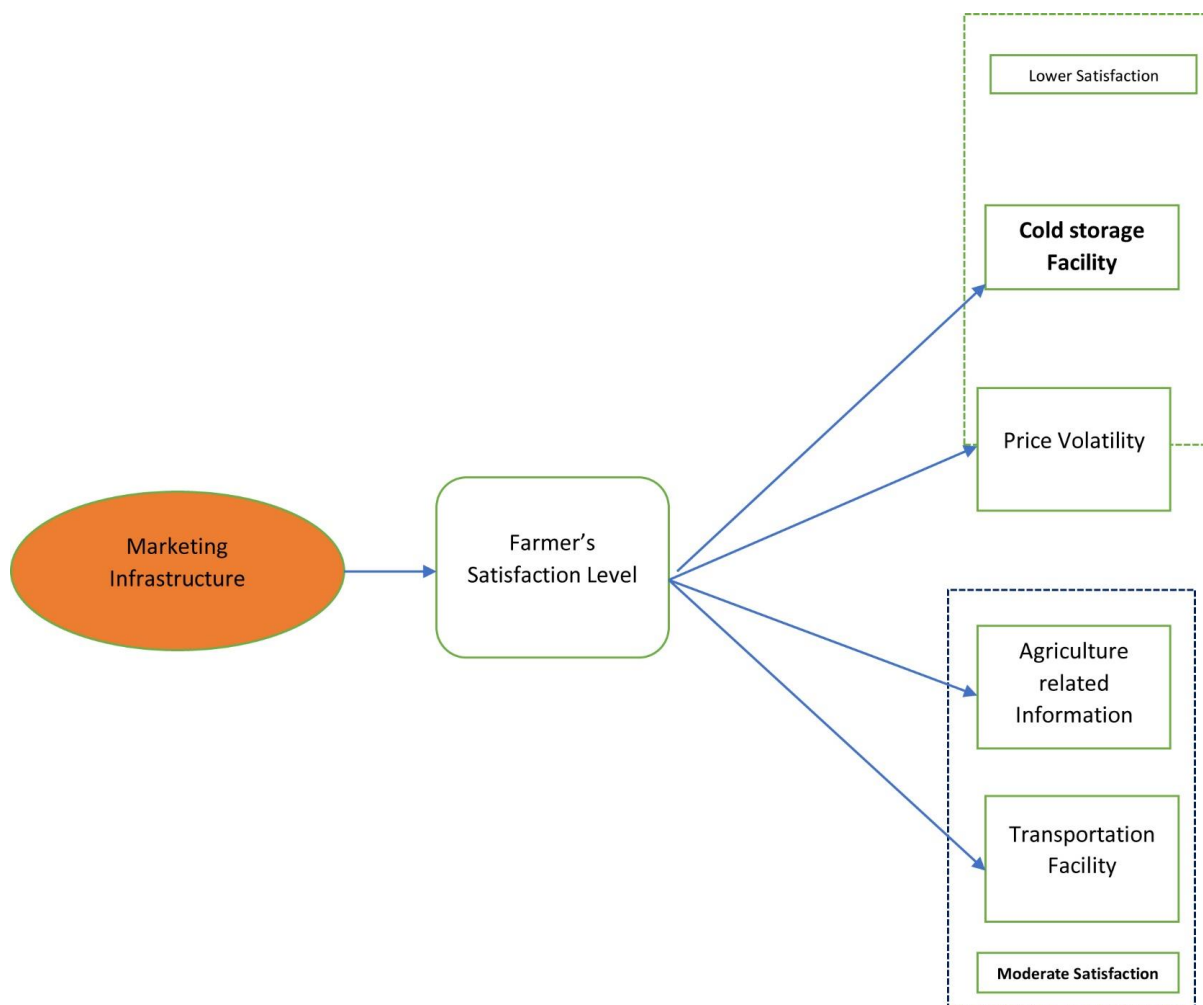 Lower Satisfaction
Cold storage
Facility
Price Volatility
Marketing
Infrastructure
Farmer’s
Satisfaction Level
Agriculture
related
Information
Transportation
Facility
Moderate Satisfaction